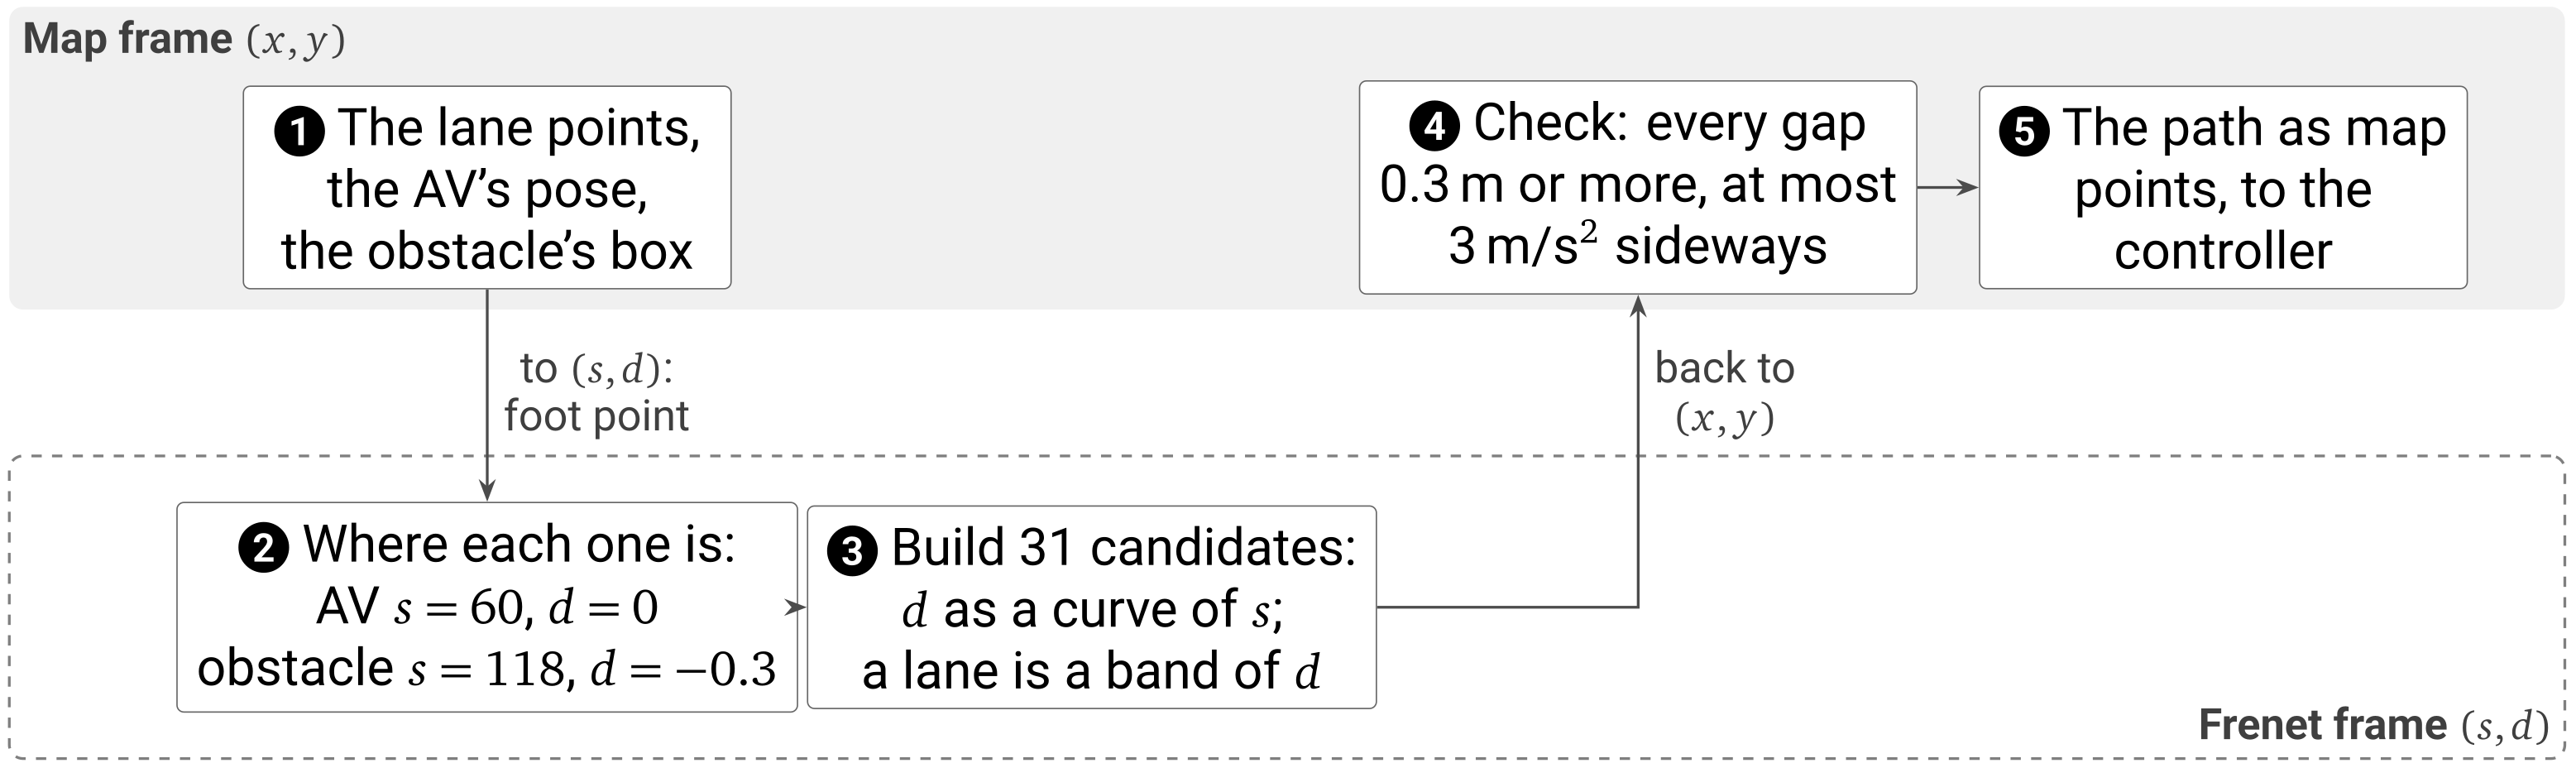 Map frame (x, y)
1 The lane points,
the AV’s pose,
the obstacle’s box
4 Check: every gap
0.3 m or more, at most
3 m/s² sideways
5 The path as map
points, to the
controller
to (s, d):
foot point
back to
(x, y)
2 Where each one is:
AV s = 60, d = 0
obstacle s = 118, d = −0.3
3 Build 31 candidates:
d as a curve of s;
a lane is a band of d
Frenet frame (s, d)